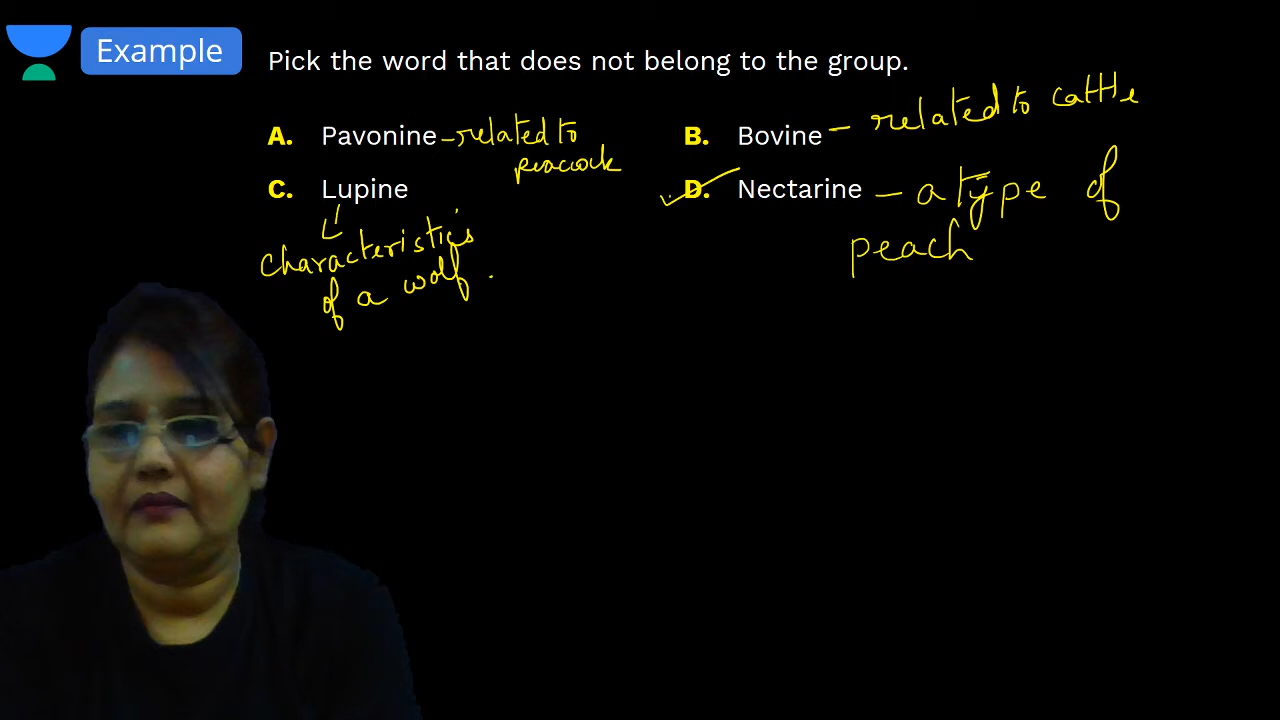 Example
Pick the word that does not belong to the group.
A. Pavonine - related to
peacock
B. Bovine - related to cattle
C. Lupine
characteristics
of a wolf.
D. Nectarine - a type of
peach